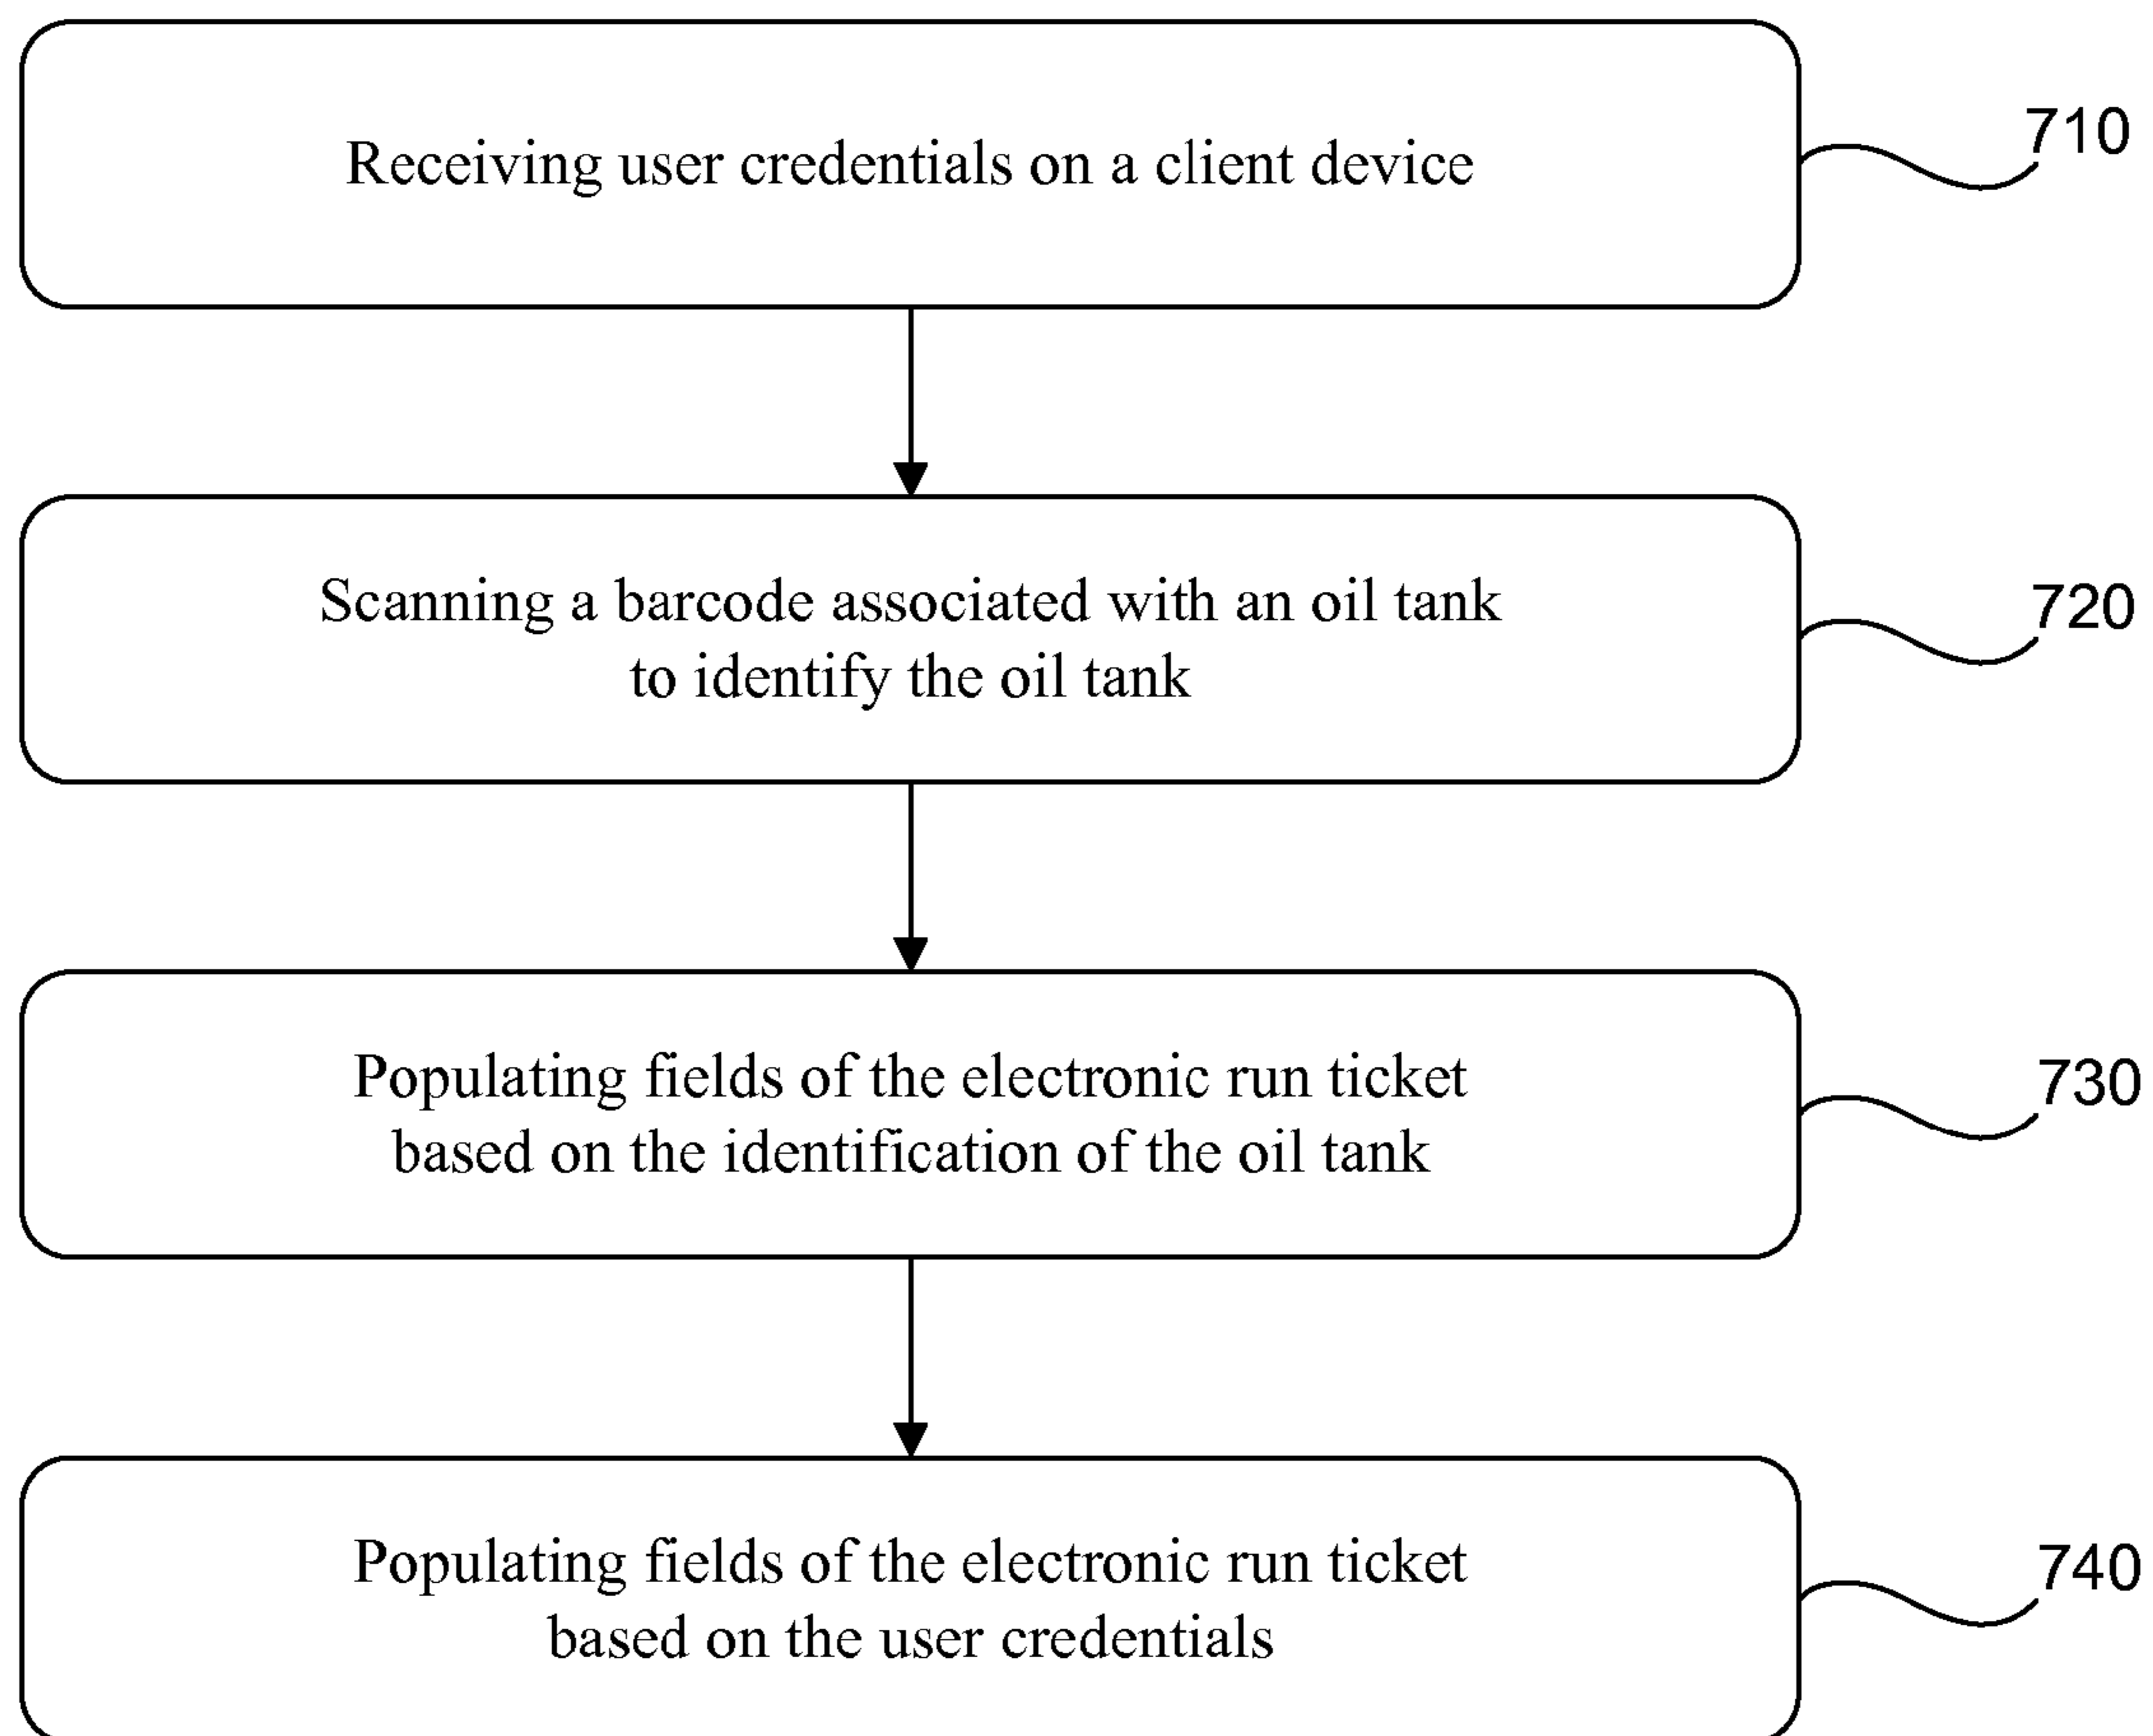 Receiving user credentials on a client device
710
Scanning a barcode associated with an oil tank
to identify the oil tank
720
Populating fields of the electronic run ticket
based on the identification of the oil tank
730
Populating fields of the electronic run ticket
based on the user credentials
740